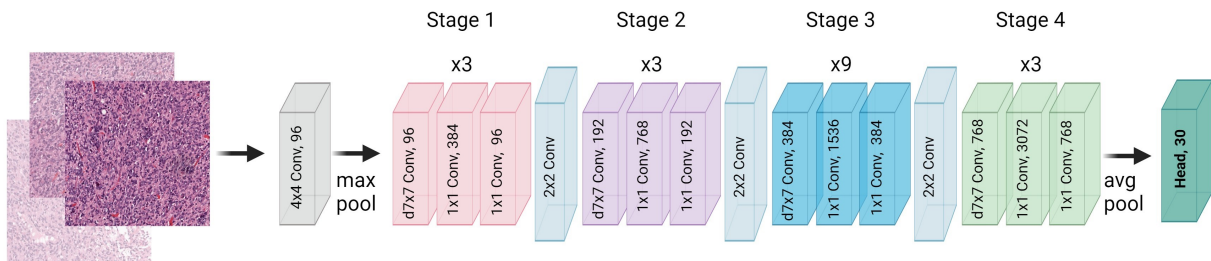 Stage 1
Stage 2
Stage 3
Stage 4
x3
x3
x9
x3
4x4 Conv, 96
max
pool
d7x7 Conv, 96
1x1 Conv, 384
1x1 Conv, 96
2x2 Conv
d7x7 Conv, 192
1x1 Conv, 768
1x1 Conv, 192
2x2 Conv
d7x7 Conv, 384
1x1 Conv, 1536
1x1 Conv, 384
2x2 Conv
d7x7 Conv, 768
1x1 Conv, 3072
1x1 Conv, 768
avg
pool
Head, 30